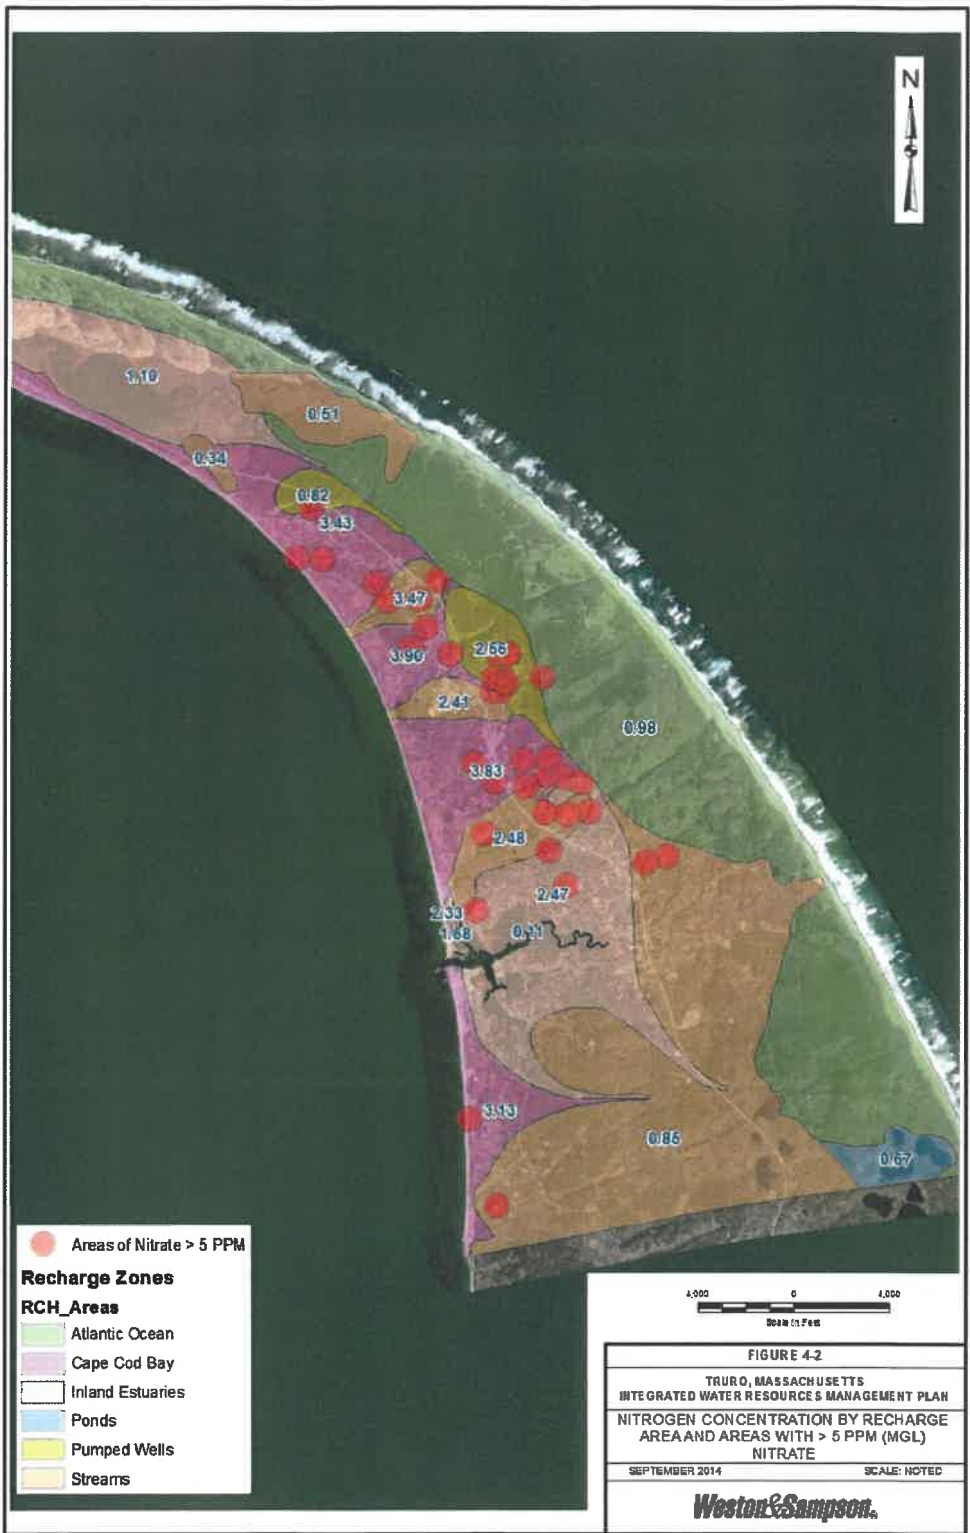 N
1.19
0.51
0.34
0.82
3.43
3.47
3.90
2.56
2.41
0.98
3.83
2.48
2.47
2.33
1.68
0.11
3.13
0.85
0.67
Areas of Nitrate > 5 PPM
Recharge Zones
RCH_Areas
Atlantic Ocean
Cape Cod Bay
Inland Estuaries
Ponds
Pumped Wells
Streams
4,000 0 4,000
Scale in Feet
FIGURE 4-2
TRURO, MASSACHUSETTS
INTEGRATED WATER RESOURCES MANAGEMENT PLAN
NITROGEN CONCENTRATION BY RECHARGE
AREA AND AREAS WITH > 5 PPM (MGL)
NITRATE
SEPTEMBER 2014 SCALE: NOTED
Weston&Sampson